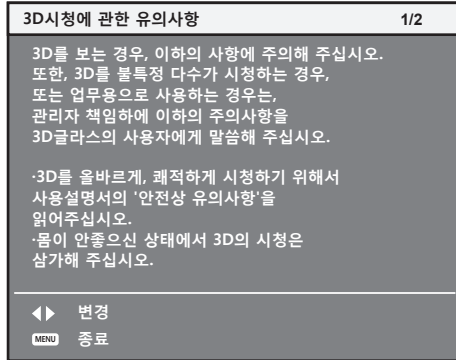 3D시청에 관한 유의사항 1/2
3D를 보는 경우, 이하의 사항에 주의해 주십시오.
또한, 3D를 불특정 다수가 시청하는 경우,
또는 업무용으로 사용하는 경우는,
관리자 책임하에 이하의 주의사항을
3D글라스의 사용자에게 말씀해 주십시오.
·3D를 올바르게, 쾌적하게 시청하기 위해서
사용설명서의 '안전상 유의사항'을
읽어주십시오.
·몸이 안좋으신 상태에서 3D의 시청은
삼가해 주십시오.
변경
MENU 종료